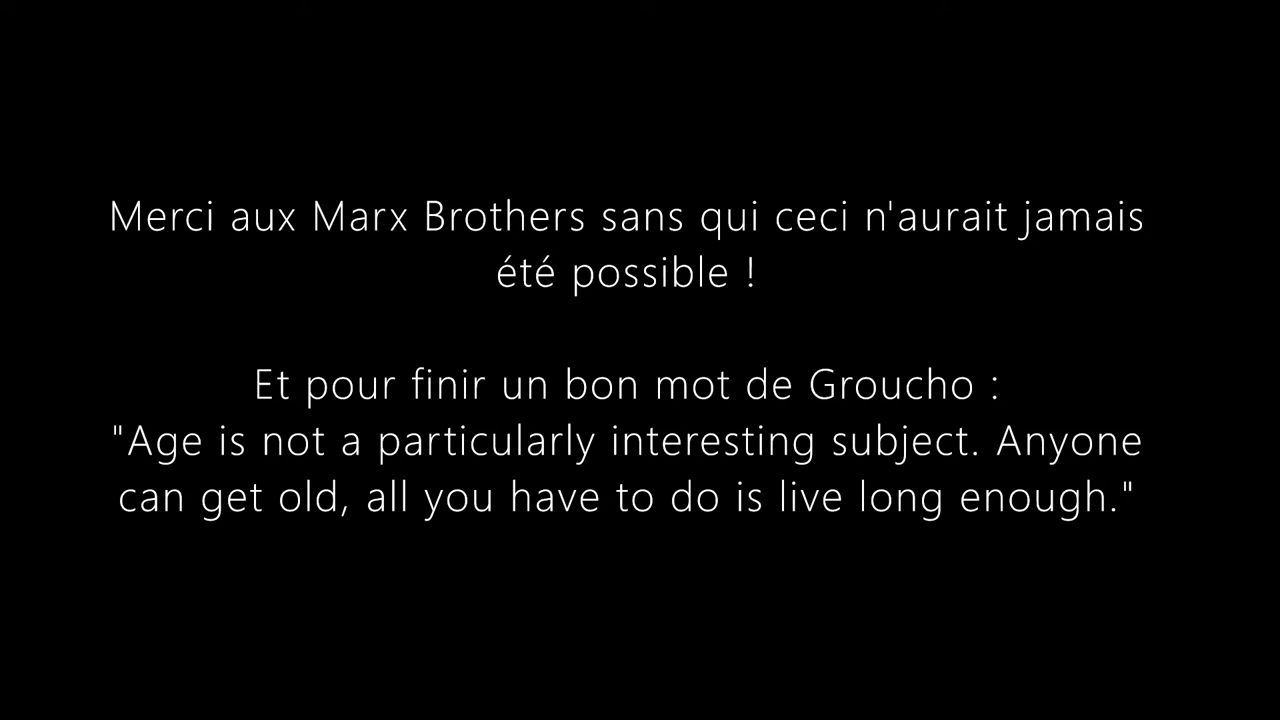 Merci aux Marx Brothers sans qui ceci n'aurait jamais
été possible !
Et pour finir un bon mot de Groucho :
"Age is not a particularly interesting subject. Anyone
can get old, all you have to do is live long enough."